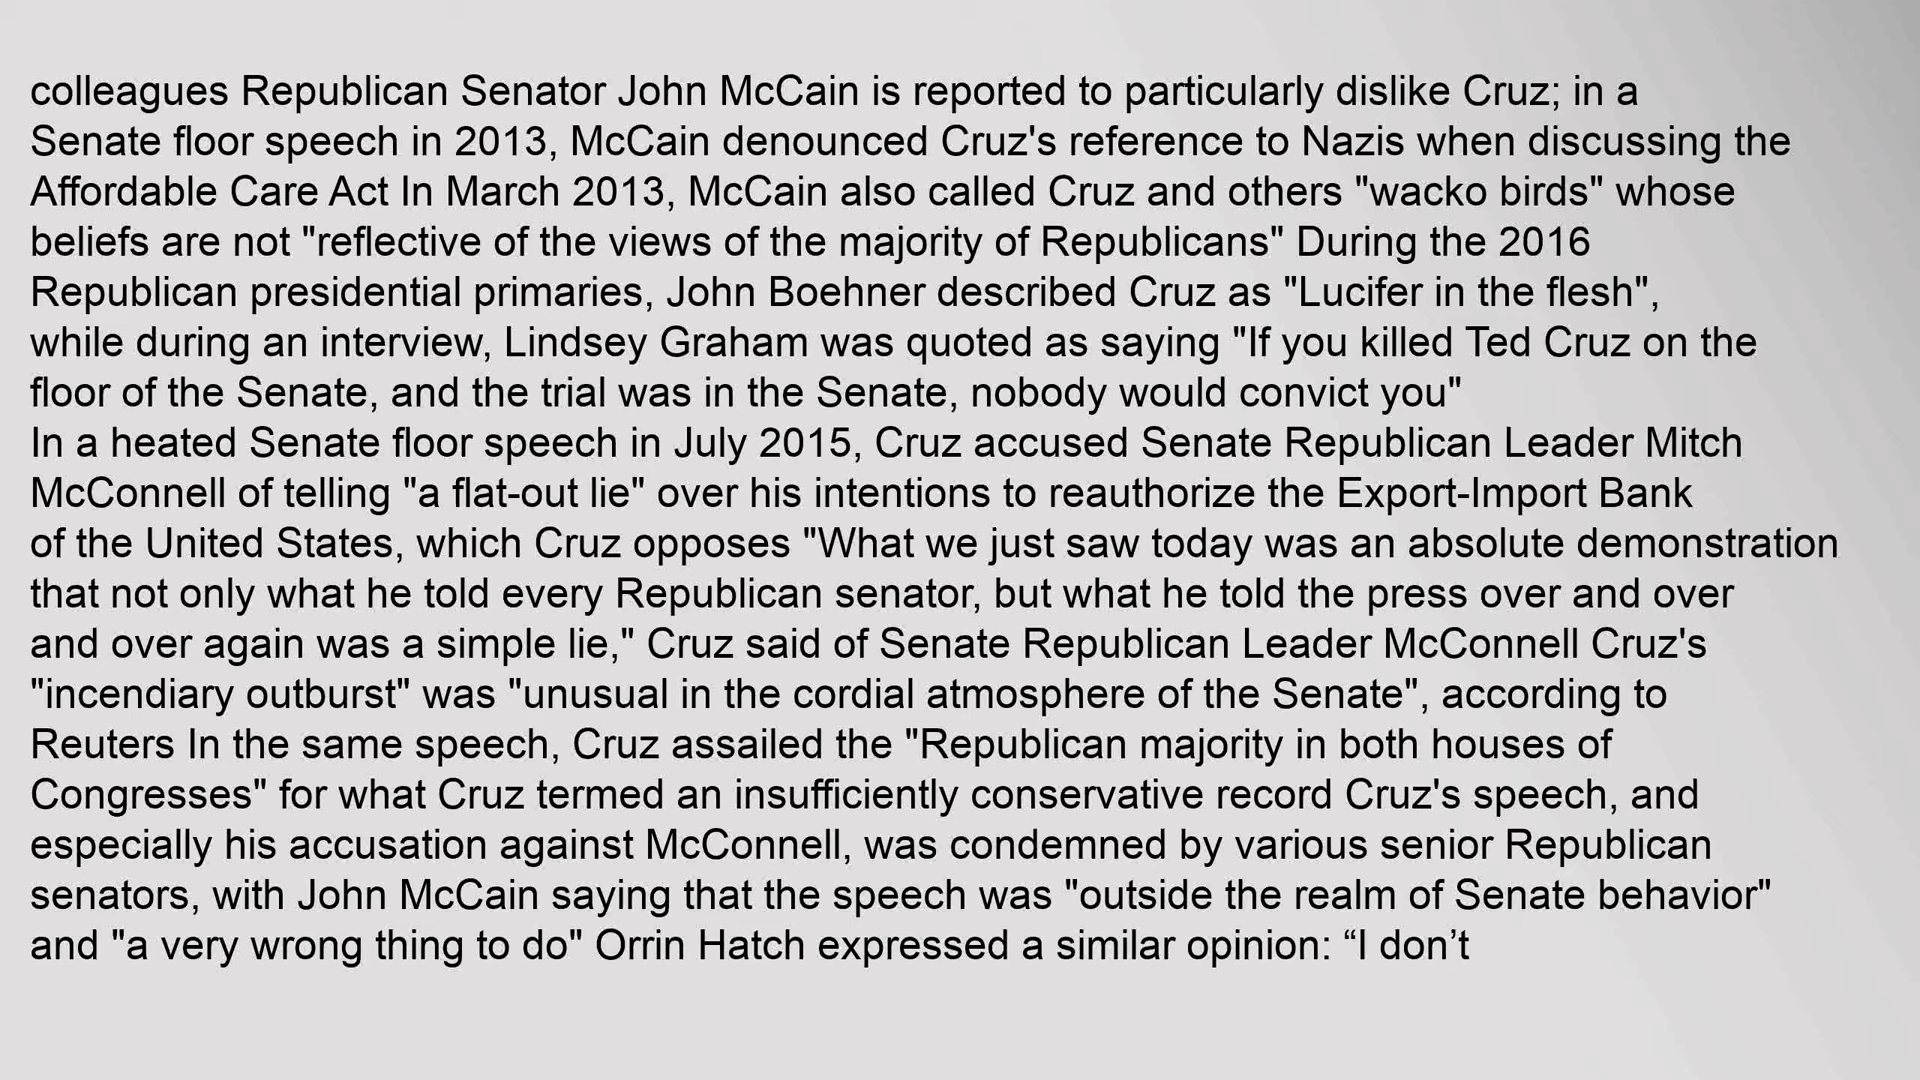 colleagues Republican Senator John McCain is reported to particularly dislike Cruz; in a
Senate floor speech in 2013, McCain denounced Cruz's reference to Nazis when discussing the
Affordable Care Act In March 2013, McCain also called Cruz and others "wacko birds" whose
beliefs are not "reflective of the views of the majority of Republicans" During the 2016
Republican presidential primaries, John Boehner described Cruz as "Lucifer in the flesh",
while during an interview, Lindsey Graham was quoted as saying "If you killed Ted Cruz on the
floor of the Senate, and the trial was in the Senate, nobody would convict you"
In a heated Senate floor speech in July 2015, Cruz accused Senate Republican Leader Mitch
McConnell of telling "a flat-out lie" over his intentions to reauthorize the Export-Import Bank
of the United States, which Cruz opposes "What we just saw today was an absolute demonstration
that not only what he told every Republican senator, but what he told the press over and over
and over again was a simple lie," Cruz said of Senate Republican Leader McConnell Cruz's
"incendiary outburst" was "unusual in the cordial atmosphere of the Senate", according to
Reuters In the same speech, Cruz assailed the "Republican majority in both houses of
Congresses" for what Cruz termed an insufficiently conservative record Cruz's speech, and
especially his accusation against McConnell, was condemned by various senior Republican
senators, with John McCain saying that the speech was "outside the realm of Senate behavior"
and "a very wrong thing to do" Orrin Hatch expressed a similar opinion: “I don’t